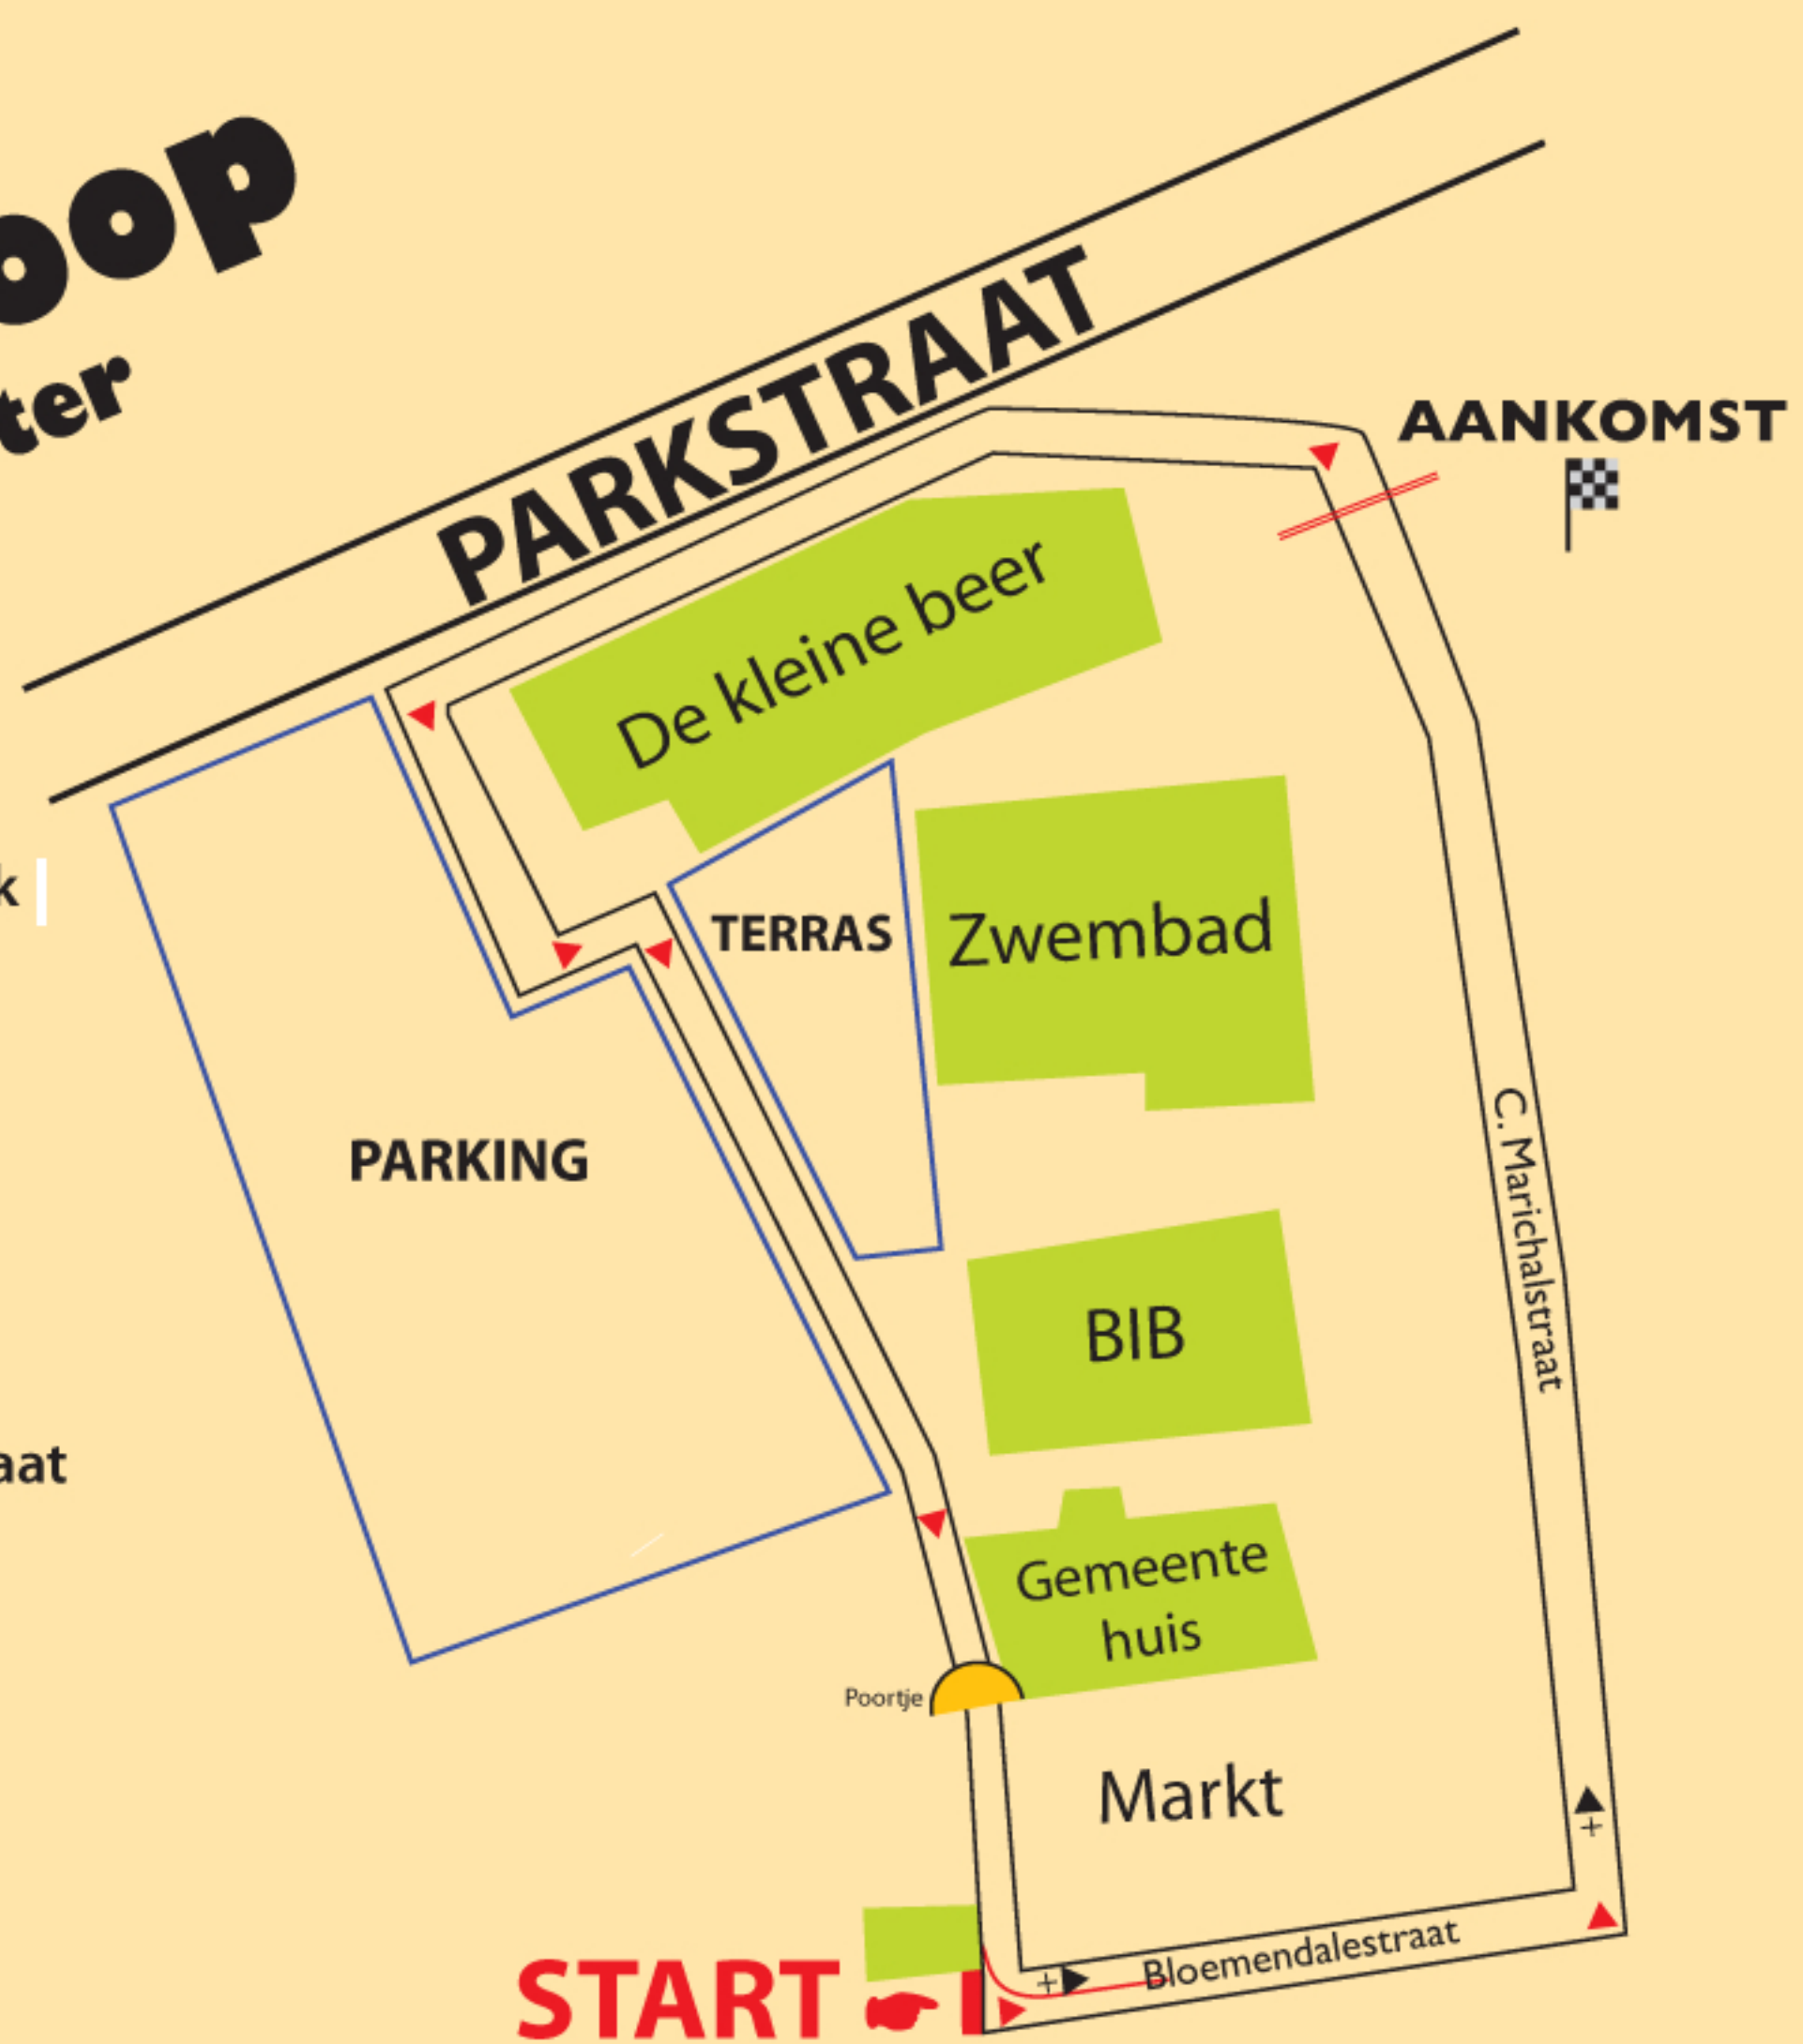 oop
ter
PARKSTRAAT
AANKOMST
De kleine beer
k
TERRAS
Zwembad
PARKING
C. Marichalstraat
BIB
aat
Gemeente
huis
Poortje
Markt
+
START
+
Bloemendalestraat